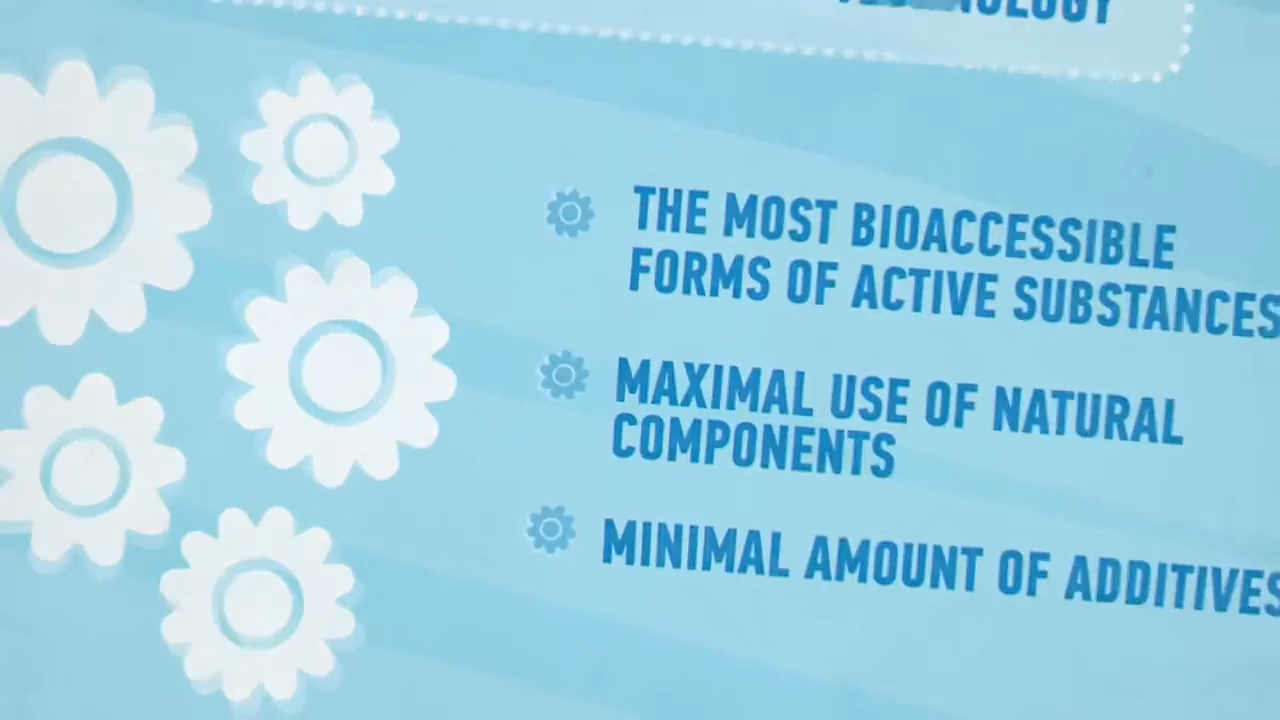 THE MOST BIOACCESSIBLE
FORMS OF ACTIVE SUBSTANCES
MAXIMAL USE OF NATURAL
COMPONENTS
MINIMAL AMOUNT OF ADDITIVES